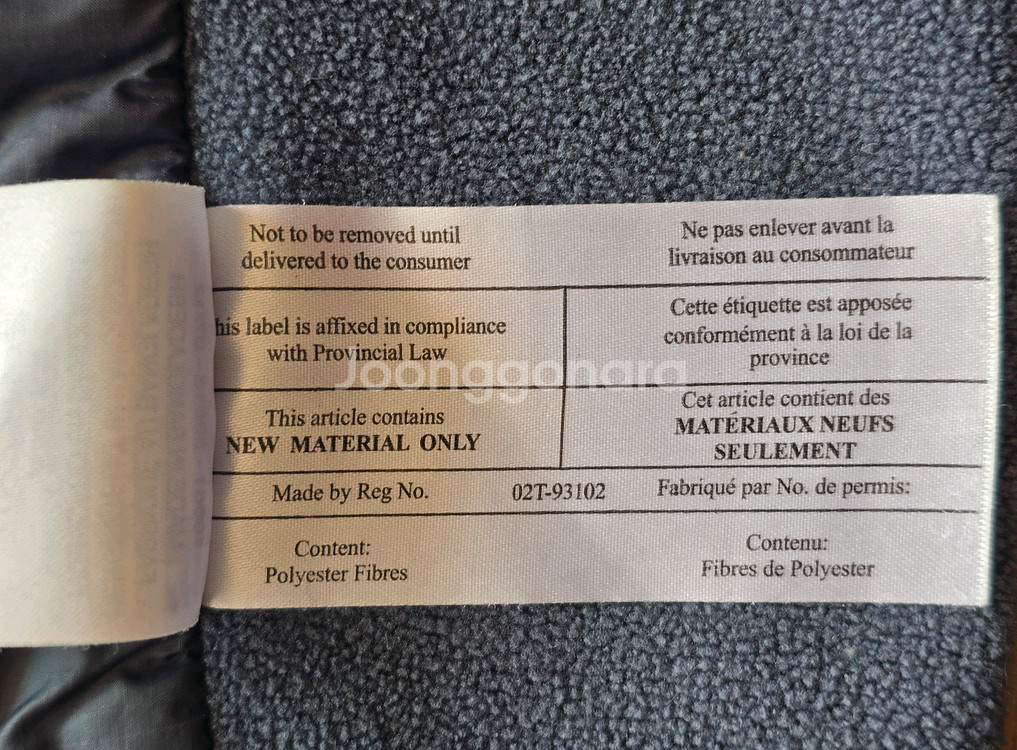 Not to be removed until
delivered to the consumer
Ne pas enlever avant la
livraison au consommateur
his label is affixed in compliance
with Provincial Law
Cette étiquette est apposée
conformément à la loi de la
province
This article contains
NEW MATERIAL ONLY
Cet article contient des
MATÉRIAUX NEUFS
SEULEMENT
Made by Reg No. 02T-93102 Fabriqué par No. de permis:
Content:
Polyester Fibres
Contenu:
Fibres de Polyester
Joonggonara